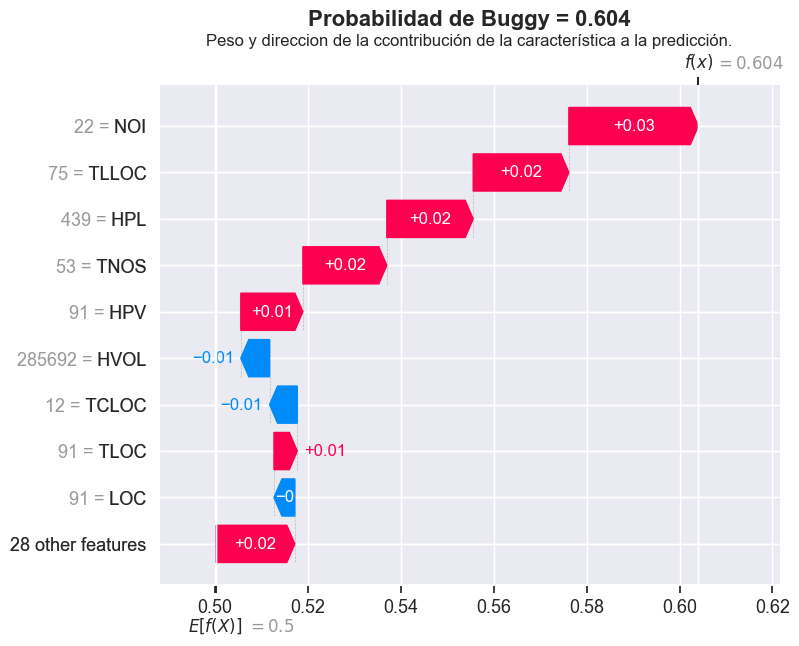 Probabilidad de Buggy = 0.604
Peso y direccion de la ccontribución de la característica a la predicción.
f(x) = 0.604
22 = NOI +0.03
75 = TLLOC +0.02
439 = HPL +0.02
53 = TNOS +0.02
91 = HPV +0.01
285692 = HVOL −0.01
12 = TCLOC −0.01
91 = TLOC +0.01
91 = LOC −0
28 other features +0.02
0.50 0.52 0.54 0.56 0.58 0.60 0.62
E[f(X)] = 0.5